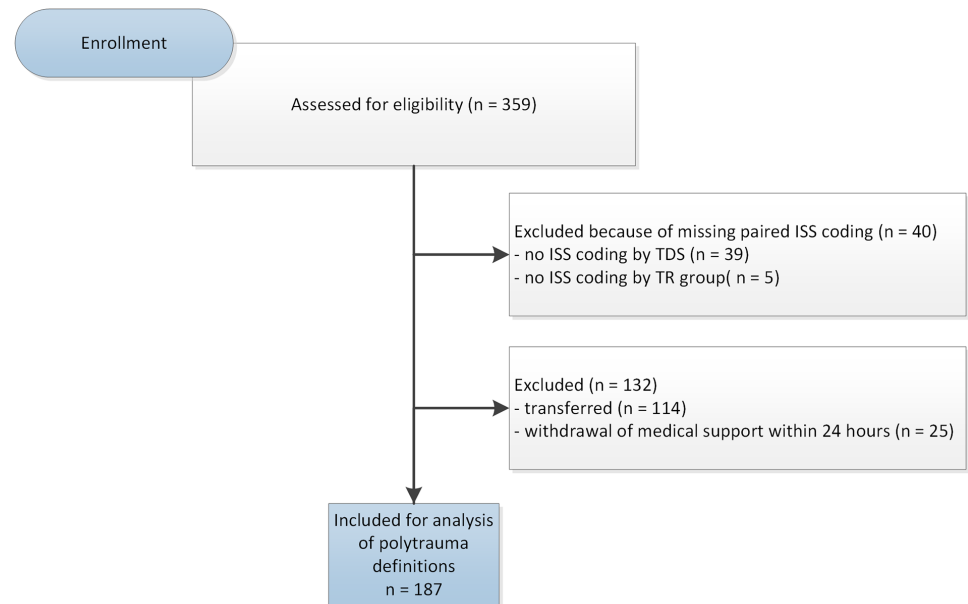 Enrollment
Assessed for eligibility (n = 359)
Excluded because of missing paired ISS coding (n = 40)
- no ISS coding by TDS (n = 39)
- no ISS coding by TR group( n = 5)
Excluded (n = 132)
- transferred (n = 114)
- withdrawal of medical support within 24 hours (n = 25)
Included for analysis
of polytrauma
definitions
n = 187